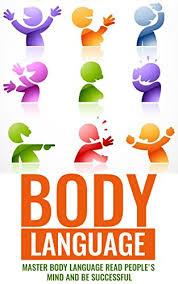 BODY
LANGUAGE
MASTER BODY LANGUAGE READ PEOPLE´S
MIND AND BE SUCCESSFUL